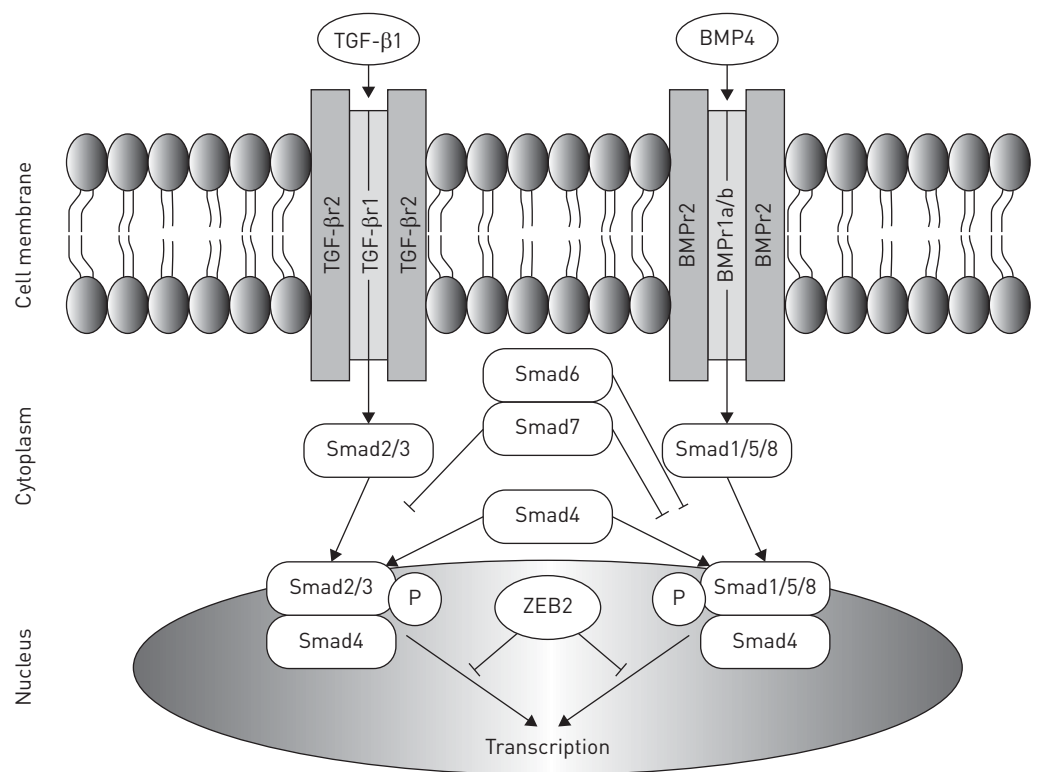 TGF-β1
BMP4
Cell membrane
TGF-βr2
TGF-βr1
TGF-βr2
BMPr2
BMPr1a/b
BMPr2
Smad6
Smad7
Cytoplasm
Smad2/3
Smad1/5/8
Smad4
Smad2/3
P
ZEB2
P
Smad1/5/8
Smad4
Smad4
Nucleus
Transcription